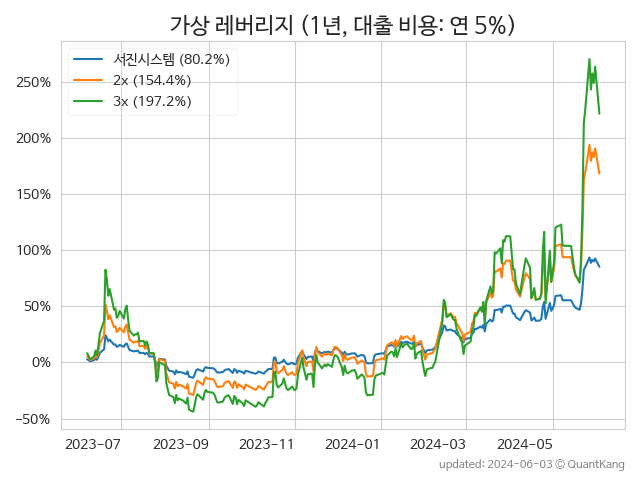 가상 레버리지 (1년, 대출 비용: 연 5%)
서진시스템 (80.2%)
2x (154.4%)
3x (197.2%)
250%
200%
150%
100%
50%
0%
−50%
2023-07 2023-09 2023-11 2024-01 2024-03 2024-05
updated: 2024-06-03 © QuantKang